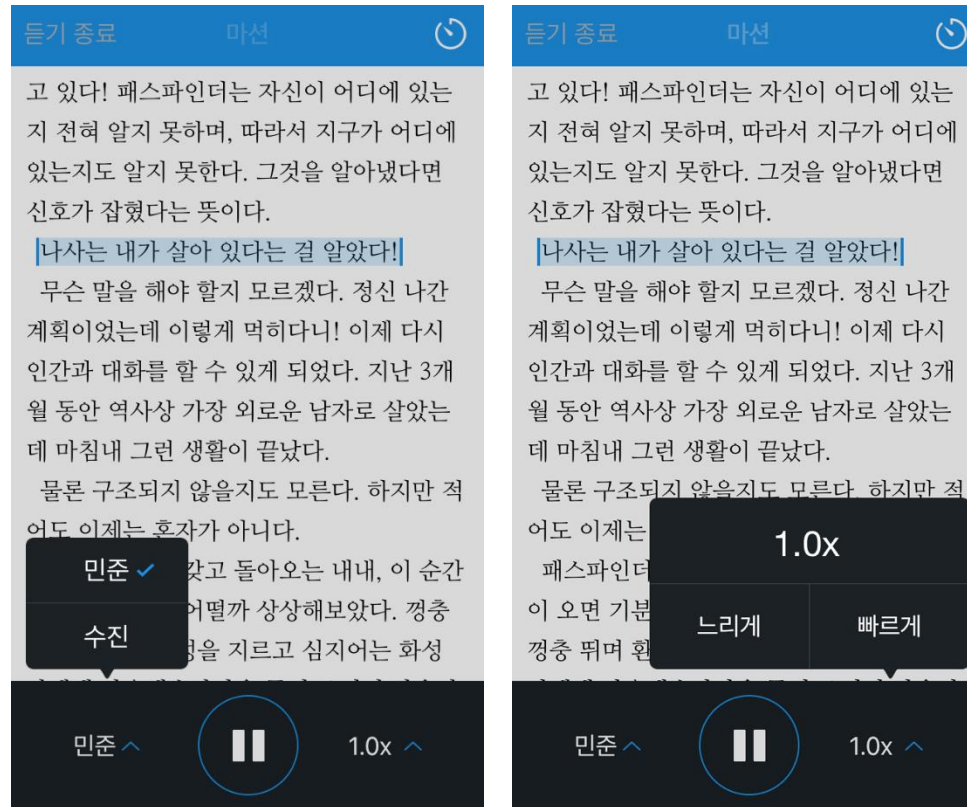 듣기 종료 마션
고 있다! 패스파인더는 자신이 어디에 있는
지 전혀 알지 못하며, 따라서 지구가 어디에
있는지도 알지 못한다. 그것을 알아냈다면
신호가 잡혔다는 뜻이다.
나사는 내가 살아 있다는 걸 알았다!
무슨 말을 해야 할지 모르겠다. 정신 나간
계획이었는데 이렇게 먹히다니! 이제 다시
인간과 대화를 할 수 있게 되었다. 지난 3개
월 동안 역사상 가장 외로운 남자로 살았는
데 마침내 그런 생활이 끝났다.
물론 구조되지 않을지도 모른다. 하지만 적
어도 이제는 혼자가 아니다.
갖고 돌아오는 내내, 이 순간
어떨까 상상해보았다. 껑충
을 지르고 심지어는 화성
민준
수진
민준 1.0x
듣기 종료 마션
고 있다! 패스파인더는 자신이 어디에 있는
지 전혀 알지 못하며, 따라서 지구가 어디에
있는지도 알지 못한다. 그것을 알아냈다면
신호가 잡혔다는 뜻이다.
나사는 내가 살아 있다는 걸 알았다!
무슨 말을 해야 할지 모르겠다. 정신 나간
계획이었는데 이렇게 먹히다니! 이제 다시
인간과 대화를 할 수 있게 되었다. 지난 3개
월 동안 역사상 가장 외로운 남자로 살았는
데 마침내 그런 생활이 끝났다.
물론 구조되지 않을지도 모른다. 하지만 적
어도 이제는
패스파인더
이 오면 기분
껑충 뛰며 환
1.0x
느리게 빠르게
민준 1.0x